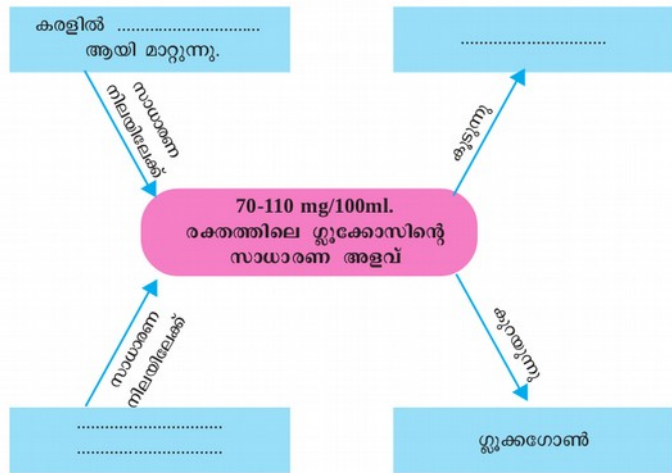 കരളിൽ ................................
ആയി മാറ്റുന്നു.
................................
സാധാരണ
നിലയിലേക്ക്
കൂടുന്നു
70-110 mg/100ml.
രക്തത്തിലെ ഗ്ലൂക്കോസിന്റെ
സാധാരണ അളവ്
സാധാരണ
നിലയിലേക്ക്
കുറയുന്നു
................................
................................
ഗ്ലൂക്കഗോൺ